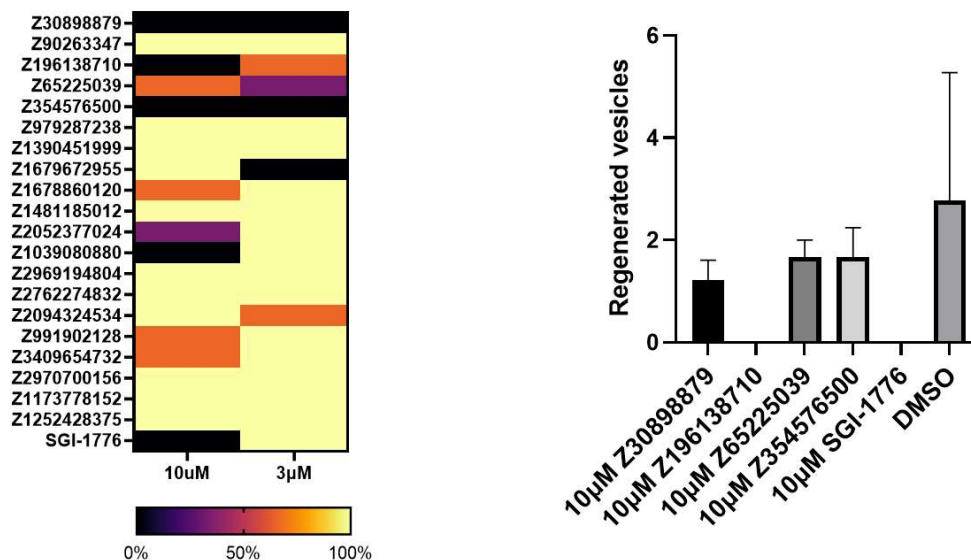 Z30898879
Z90263347
Z196138710
Z65225039
Z354576500
Z979287238
Z1390451999
Z1679672955
Z1678860120
Z1481185012
Z2052377024
Z1039080880
Z2969194804
Z2762274832
Z2094324534
Z991902128
Z3409654732
Z2970700156
Z1173778152
Z1252428375
SGI-1776
10uM 3µM
0% 50% 100%
Regenerated vesicles
6
4
2
0
10µM Z30898879
10µM Z196138710
10µM Z65225039
10µM Z354576500
10µM SGI-1776
DMSO